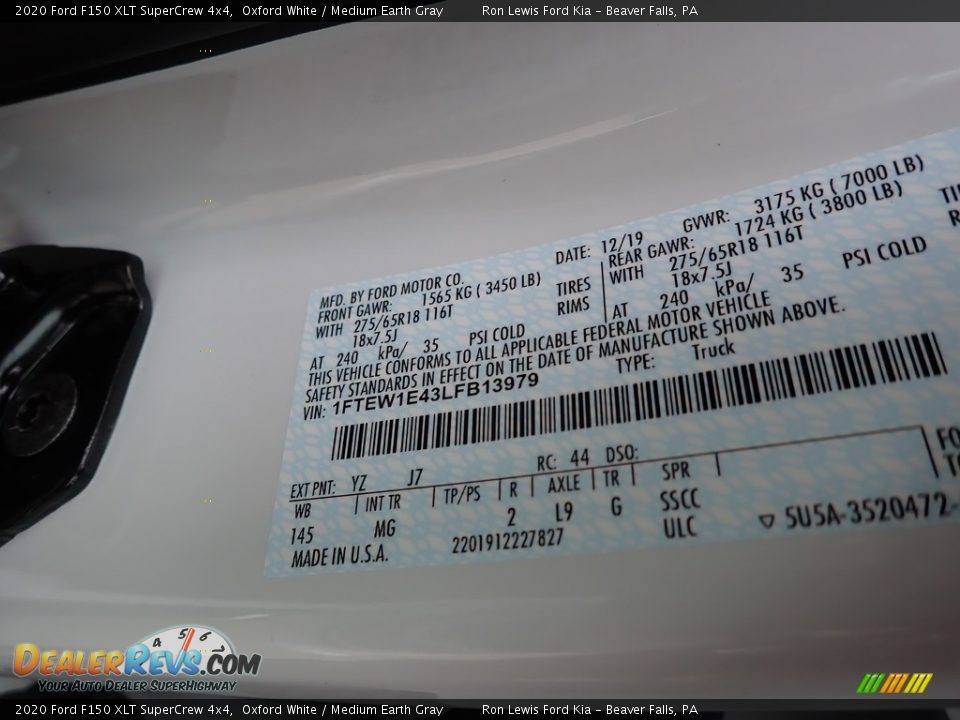 2020 Ford F150 XLT SuperCrew 4x4, Oxford White / Medium Earth Gray Ron Lewis Ford Kia - Beaver Falls, PA
MFD. BY FORD MOTOR CO. DATE: 12/19 GVWR: 3175 KG ( 7000 LB)
FRONT GAWR: 1565 KG ( 3450 LB) REAR GAWR: 1724 KG ( 3800 LB)
WITH 275/65R18 116T TIRES WITH 275/65R18 116T
18x7.5J RIMS 18x7.5J
AT 240 kPa/ 35 PSI COLD AT 240 kPa/ 35 PSI COLD
THIS VEHICLE CONFORMS TO ALL APPLICABLE FEDERAL MOTOR VEHICLE
SAFETY STANDARDS IN EFFECT ON THE DATE OF MANUFACTURE SHOWN ABOVE.
VIN: 1FTEW1E43LFB13979 TYPE: Truck
EXT PNT: YZ J7 RC: 44 DSO:
WB INT TR TP/PS R AXLE TR SPR
145 MG 2 L9 G SSCC
MADE IN U.S.A. 2201912227827 ULC ▽ 5U5A-3520472-
DealerRevs.com
4 5 6
Your Auto Dealer SuperHighway
2020 Ford F150 XLT SuperCrew 4x4, Oxford White / Medium Earth Gray Ron Lewis Ford Kia - Beaver Falls, PA